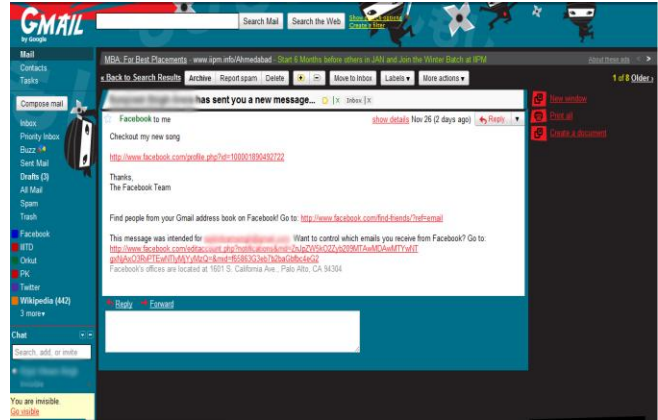 GMAIL
by Google
Search Mail
Search the Web
Show search options
Create a filter
Mail
Contacts
Tasks
Compose mail
Inbox
Priority Inbox
Buzz
Sent Mail
Drafts (3)
All Mail
Spam
Trash
Facebook
IIITD
Orkut
PK
Twitter
Wikipedia (442)
3 more▾
Chat
Search, add, or invite
You are invisible.
Go visible
MBA: For Best Placements - www.iipm.info/Ahmedabad - Start 6 Months before others in JAN and Join the Winter Batch at IIPM
About these ads < >
« Back to Search Results Archive Report spam Delete Move to Inbox Labels ▾ More actions ▾ 1 of 8 Older ›
has sent you a new message... X Inbox X
Facebook to me show details Nov 26 (2 days ago) Reply ▾
Checkout my new song
http://www.facebook.com/profile.php?id=100001890492722
Thanks,
The Facebook Team
Find people from your Gmail address book on Facebook! Go to: http://www.facebook.com/find-friends/?ref=email
This message was intended for Want to control which emails you receive from Facebook? Go to:
Facebook's offices are located at 1601 S. California Ave., Palo Alto, CA 94304
Reply Forward
New window
Print all
Create a document